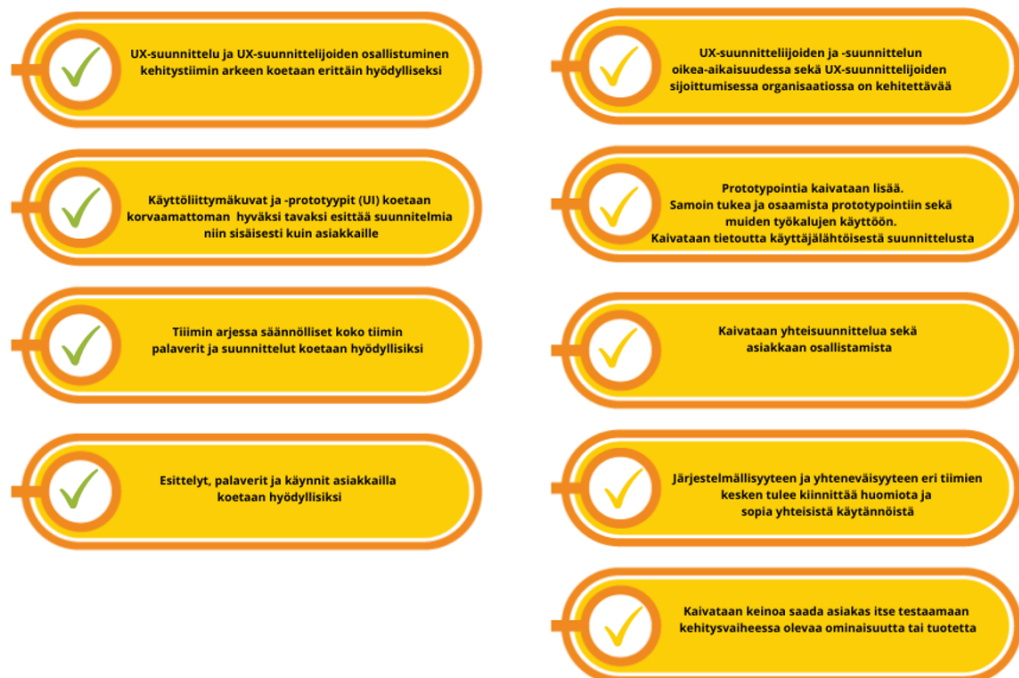 UX-suunnittelu ja UX-suunnittelijoiden osallistuminen
kehitystiimin arkeen koetaan erittäin hyödylliseksi
Käyttöliittymäkuvat ja -prototyypit (UI) koetaan
korvaamattoman hyväksi tavaksi esittää suunnitelmia
niin sisäisesti kuin asiakkaille
Tiiimin arjessa säännölliset koko tiimin
palaverit ja suunnittelut koetaan hyödyllisiksi
Esittelyt, palaverit ja käynnit asiakkailla
koetaan hyödyllisiksi
UX-suunnitteliijoiden ja -suunnittelun
oikea-aikaisuudessa sekä UX-suunnittelijoiden
sijoittumisessa organisaatiossa on kehitettävää
Prototypointia kaivataan lisää.
Samoin tukea ja osaamista prototypointiin sekä
muiden työkalujen käyttöön.
Kaivataan tietoutta käyttäjälähtöisestä suunnittelusta
Kaivataan yhteisuunnittelua sekä
asiakkaan osallistamista
Järjestelmällisyyteen ja yhteneväisyyteen eri tiimien
kesken tulee kiinnittää huomiota ja
sopia yhteisistä käytännöistä
Kaivataan keinoa saada asiakas itse testaamaan
kehitysvaiheessa olevaa ominaisuutta tai tuotetta